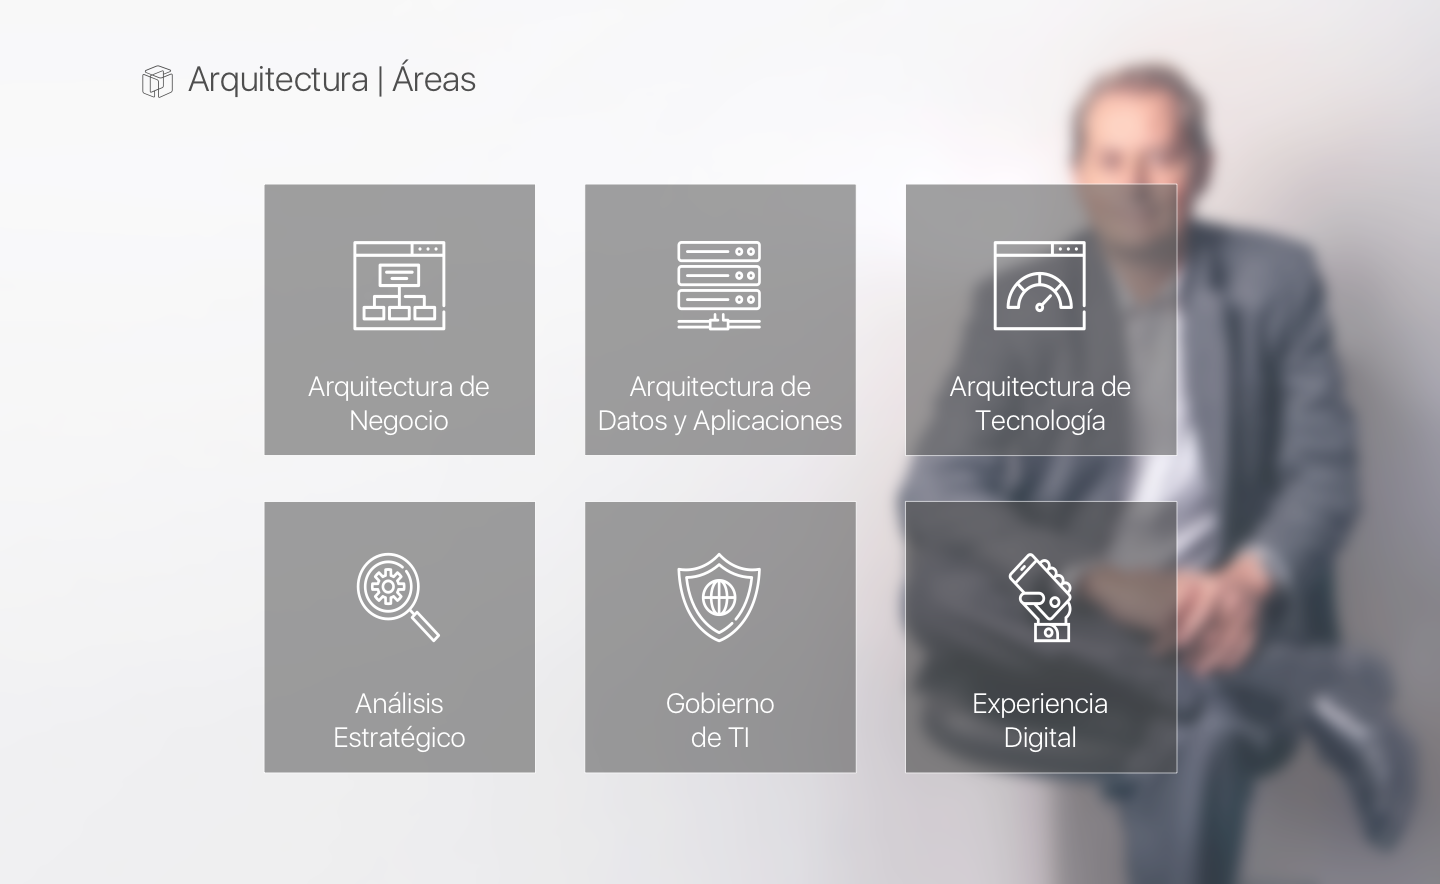 Arquitectura | Áreas
Arquitectura de
Negocio
Arquitectura de
Datos y Aplicaciones
Arquitectura de
Tecnología
Análisis
Estratégico
Gobierno
de TI
Experiencia
Digital